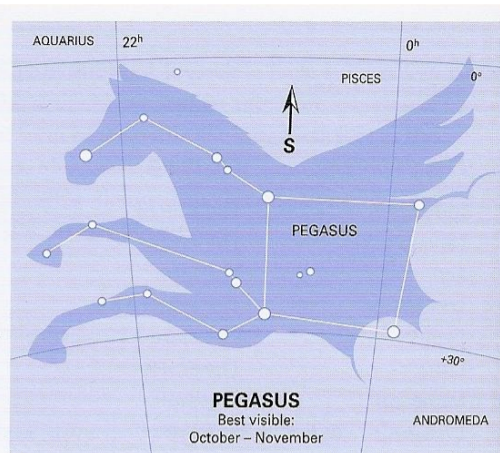 AQUARIUS
22h
0h
PISCES
0°
S
PEGASUS
+30°
PEGASUS
Best visible:
October – November
ANDROMEDA